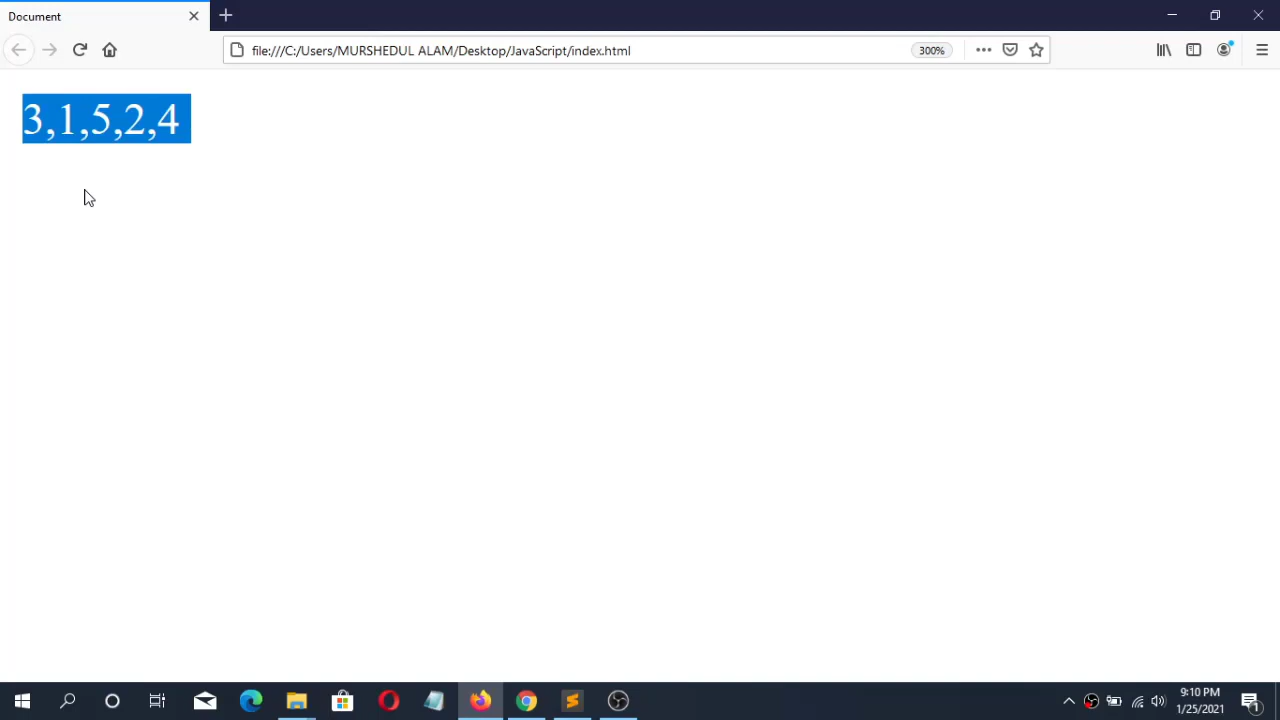 Document
file:///C:/Users/MURSHEDUL ALAM/Desktop/JavaScript/index.html
300%
3,1,5,2,4
9:10 PM
1/25/2021
1